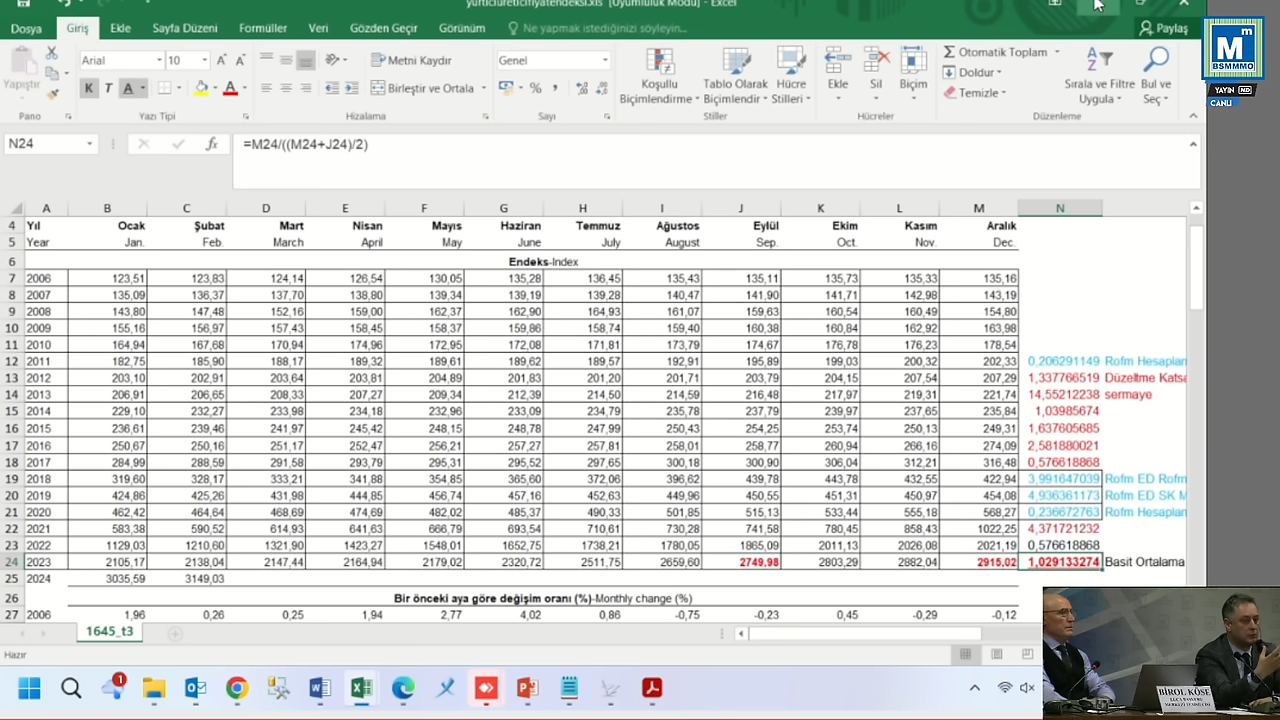 yurticiureticifiyatendeksi.xls [Uyumluluk Modu] - Excel
Dosya Giriş Ekle Sayfa Düzeni Formüller Veri Gözden Geçir Görünüm Ne yapmak istediğinizi söyleyin... Paylaş
Yapıştır Arial 10 Metni Kaydır Genel Koşullu Biçimlendirme Tablo Olarak Biçimlendir Hücre Stilleri Ekle Sil Biçim Otomatik Toplam Doldur Temizle Sırala ve Filtre Uygula Bul ve Seç
K T A Birleştir ve Ortala
Pano Yazı Tipi Hizalama Sayı Stiller Hücreler Düzenleme
M m
BSMMMO
YAYIN HD
CANLI
N24 fx =M24/((M24+J24)/2)
A B C D E F G H I J K L M N
4 Yıl Ocak Şubat Mart Nisan Mayıs Haziran Temmuz Ağustos Eylül Ekim Kasım Aralık
5 Year Jan. Feb. March April May June July August Sep. Oct. Nov. Dec.
6 Endeks-Index
7 2006 123,51 123,83 124,14 126,54 130,05 135,28 136,45 135,43 135,11 135,73 135,33 135,16
8 2007 135,09 136,37 137,70 138,80 139,34 139,19 139,28 140,47 141,90 141,71 142,98 143,19
9 2008 143,80 147,48 152,16 159,00 162,37 162,90 164,93 161,07 159,63 160,54 160,49 154,80
10 2009 155,16 156,97 157,43 158,45 158,37 159,86 158,74 159,40 160,38 160,84 162,92 163,98
11 2010 164,94 167,68 170,94 174,96 172,95 172,08 171,81 173,79 174,67 176,78 176,23 178,54
12 2011 182,75 185,90 188,17 189,32 189,61 189,62 189,57 192,91 195,89 199,03 200,32 202,33 0,206291149 Rofm Hesaplan
13 2012 203,10 202,91 203,64 203,81 204,89 201,83 201,20 201,71 203,79 204,15 207,54 207,29 1,337766519 Düzeltme Katsa
14 2013 206,91 206,65 208,33 207,27 209,34 212,39 214,50 214,59 216,48 217,97 219,31 221,74 14,55212238 sermaye
15 2014 229,10 232,27 233,98 234,18 232,96 233,09 234,79 235,78 237,79 239,97 237,65 235,84 1,03985674
16 2015 236,61 239,46 241,97 245,42 248,15 248,78 247,99 250,43 254,25 253,74 250,13 249,31 1,637605685
17 2016 250,67 250,16 251,17 252,47 256,21 257,27 257,81 258,01 258,77 260,94 266,16 274,09 2,581880021
18 2017 284,99 288,59 291,58 293,79 295,31 295,52 297,65 300,18 300,90 306,04 312,21 316,48 0,576618868
19 2018 319,60 328,17 333,21 341,88 354,85 365,60 372,06 396,62 439,78 443,78 432,55 422,94 3,991647039 Rofm ED Rofm
20 2019 424,86 425,26 431,98 444,85 456,74 457,16 452,63 449,96 450,55 451,31 450,97 454,08 4,936361173 Rofm ED SK M
21 2020 462,42 464,64 468,69 474,69 482,02 485,37 490,33 501,85 515,13 533,44 555,18 568,27 0,236672763 Rofm Hesaplan
22 2021 583,38 590,52 614,93 641,63 666,79 693,54 710,61 730,28 741,58 780,45 858,43 1022,25 4,371721232
23 2022 1129,03 1210,60 1321,90 1423,27 1548,01 1652,75 1738,21 1780,05 1865,09 2011,13 2026,08 2021,19 0,576618868
24 2023 2105,17 2138,04 2147,44 2164,94 2179,02 2320,72 2511,75 2659,60 2749,98 2803,29 2882,04 2915,02 1,029133274 Basit Ortalama
25 2024 3035,59 3149,03
26 Bir önceki aya göre değişim oranı (%)-Monthly change (%)
27 2006 1,96 0,26 0,25 1,94 2,77 4,02 0,86 -0,75 -0,23 0,45 -0,29 -0,12
1645_t3
Hazır
1
BİROL KÖSE